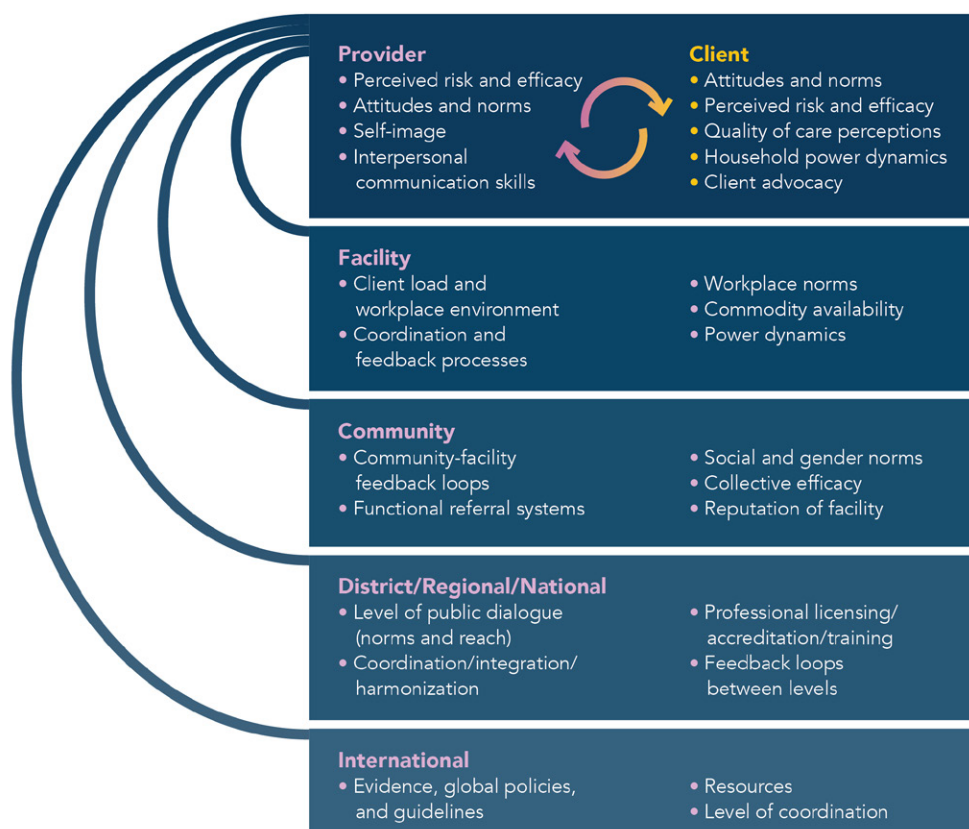 Provider
• Perceived risk and efficacy
• Attitudes and norms
• Self-image
• Interpersonal
communication skills
Client
• Attitudes and norms
• Perceived risk and efficacy
• Quality of care perceptions
• Household power dynamics
• Client advocacy
Facility
• Client load and
workplace environment
• Coordination and
feedback processes
• Workplace norms
• Commodity availability
• Power dynamics
Community
• Community-facility
feedback loops
• Functional referral systems
• Social and gender norms
• Collective efficacy
• Reputation of facility
District/Regional/National
• Level of public dialogue
(norms and reach)
• Coordination/integration/
harmonization
• Professional licensing/
accreditation/training
• Feedback loops
between levels
International
• Evidence, global policies,
and guidelines
• Resources
• Level of coordination